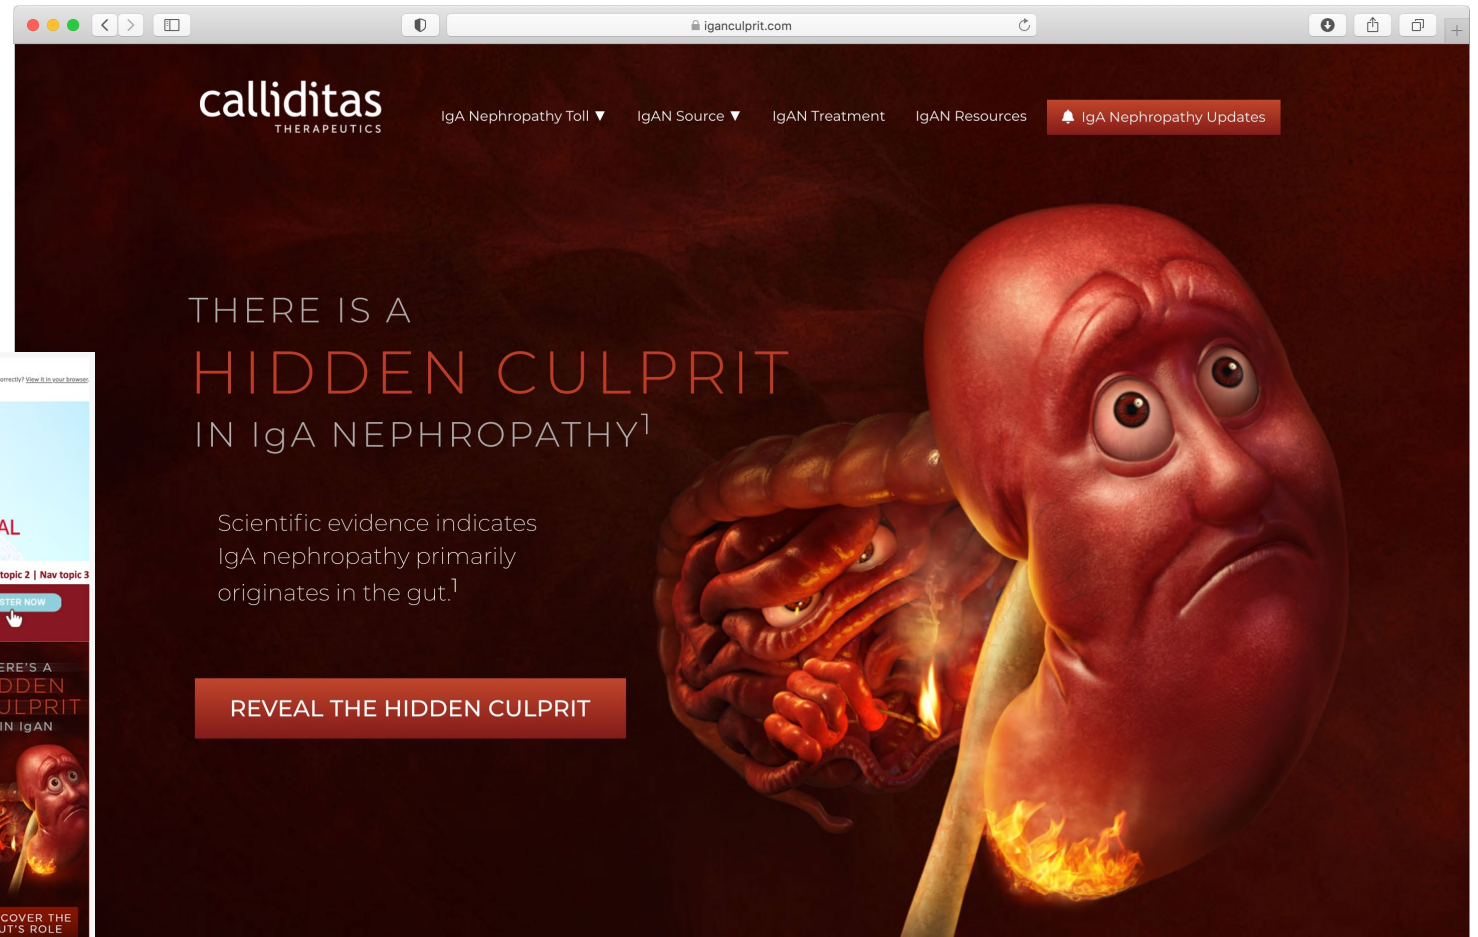 iganculprit.com
calliditas
THERAPEUTICS
IgA Nephropathy Toll ▼
IgAN Source ▼
IgAN Treatment
IgAN Resources
IgA Nephropathy Updates
THERE IS A
HIDDEN CULPRIT
IN IgA NEPHROPATHY1
Scientific evidence indicates
IgA nephropathy primarily
originates in the gut.1
REVEAL THE HIDDEN CULPRIT
orrectly? View it in your browser.
AL
topic 2 | Nav topic 3
STER NOW
ERE'S A
DDEN
ULPRIT
IN IgAN
COVER THE
UT'S ROLE